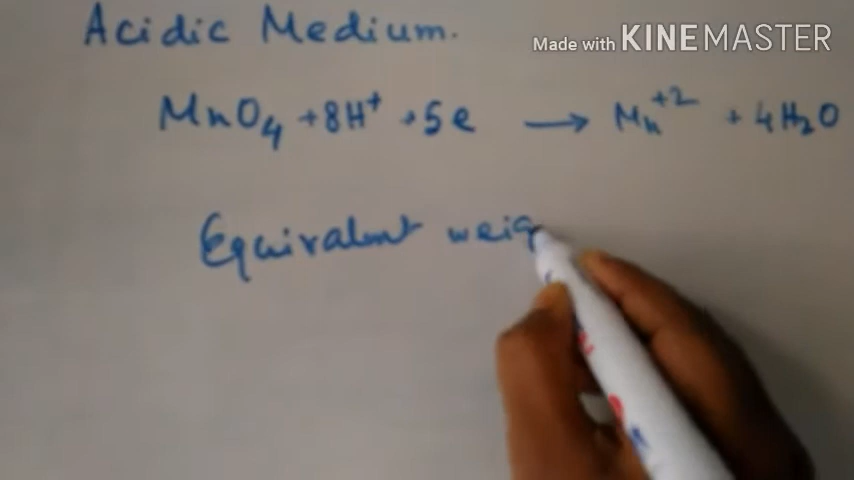 Acidic Medium.
Made with KINEMASTER
MnO4 + 8H+ + 5e → Mn+2 + 4H2O
Equivalent weig